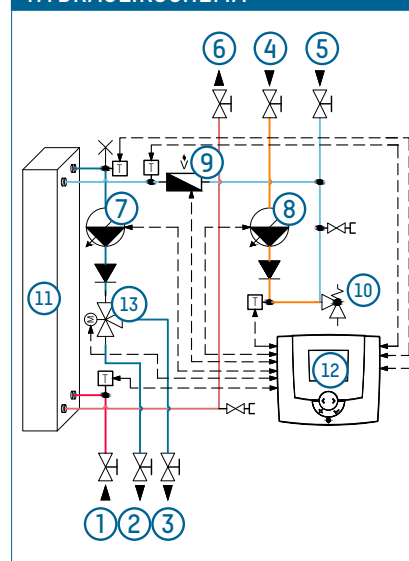 HYDRAULIKSCHEMA
6 4 5
T T
9
7 8
11
13 10
M T
12
T
1 2 3